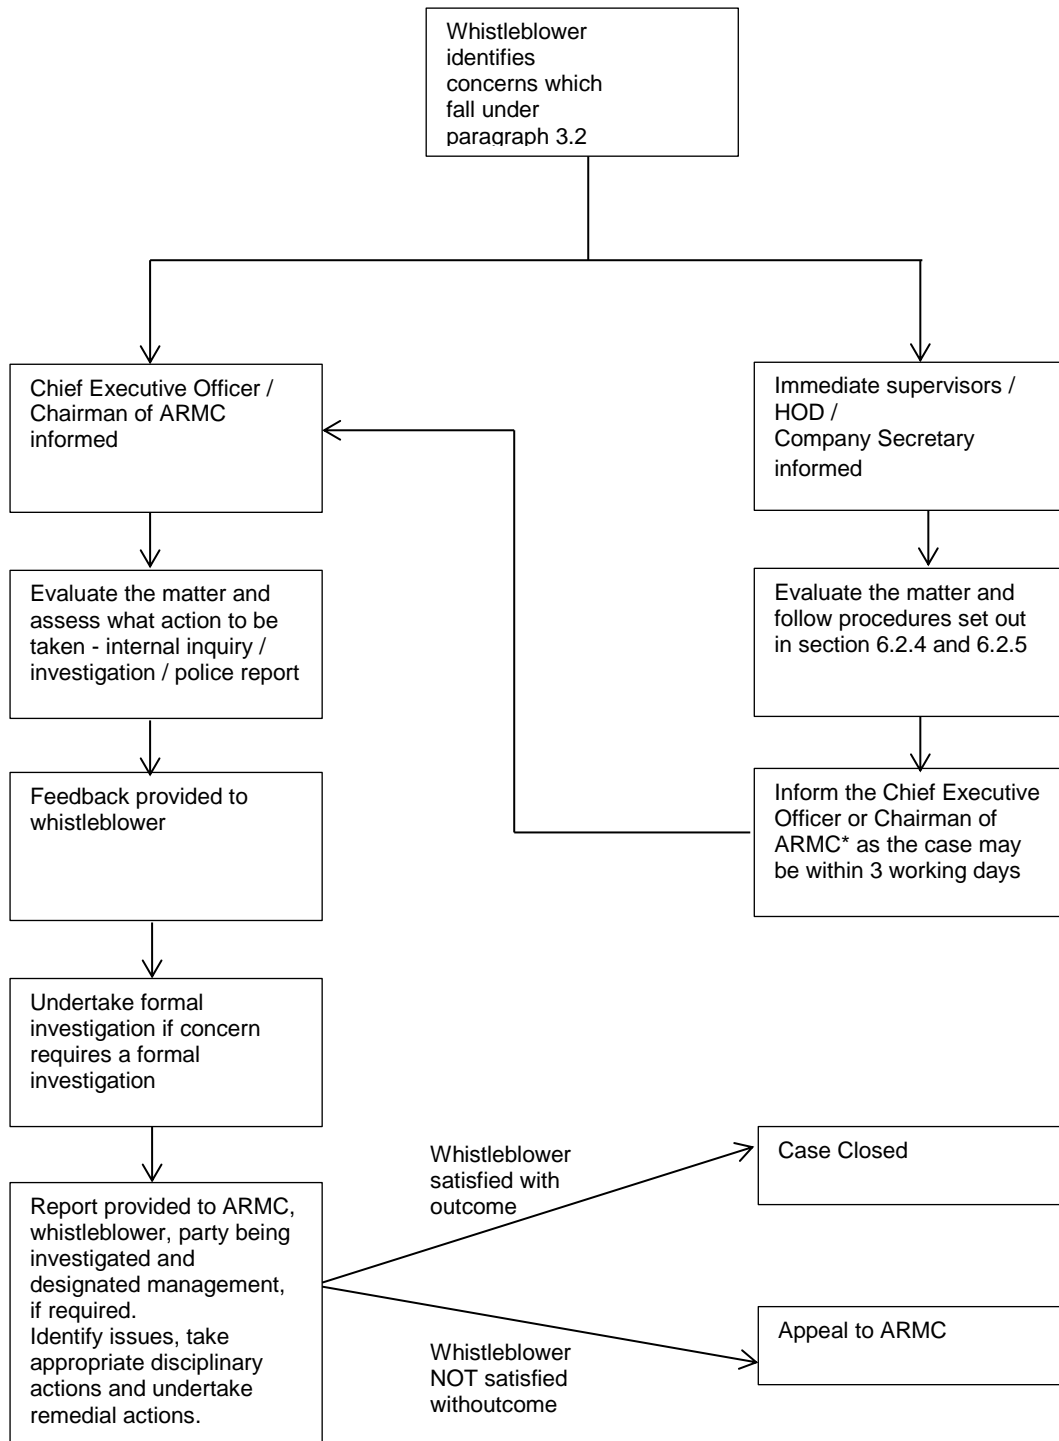 Whistleblower
identifies
concerns which
fall under
paragraph 3.2
Chief Executive Officer /
Chairman of ARMC
informed
Immediate supervisors /
HOD /
Company Secretary
informed
Evaluate the matter and
assess what action to be
taken - internal inquiry /
investigation / police report
Evaluate the matter and
follow procedures set out
in section 6.2.4 and 6.2.5
Feedback provided to
whistleblower
Inform the Chief Executive
Officer or Chairman of
ARMC* as the case may
be within 3 working days
Undertake formal
investigation if concern
requires a formal
investigation
Report provided to ARMC,
whistleblower, party being
investigated and
designated management,
if required.
Identify issues, take
appropriate disciplinary
actions and undertake
remedial actions.
Whistleblower
satisfied with
outcome
Case Closed
Whistleblower
NOT satisfied
withoutcome
Appeal to ARMC